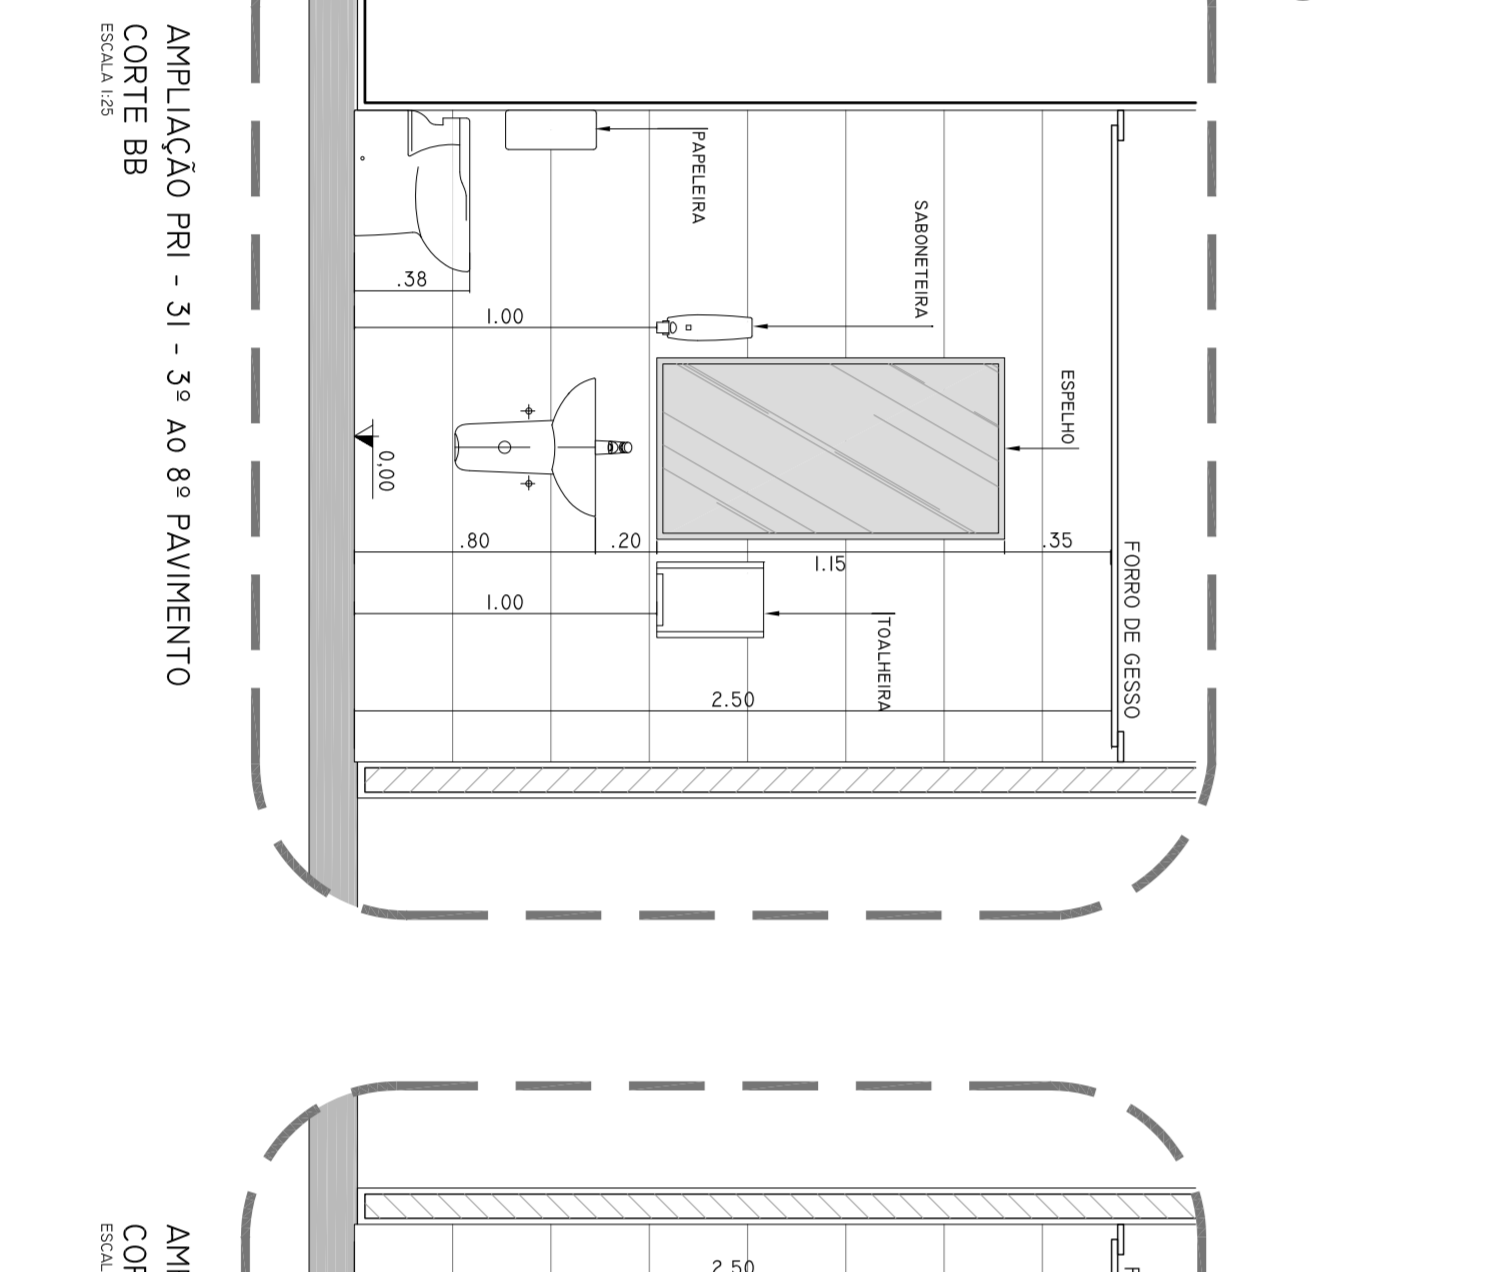 AMPLIAÇÃO PRI - 3I - 3º AO 8º PAVIMENTO
CORTE BB
ESCALA 1:25
PAPELEIRA
SABONETEIRA
ESPELHO
FORRO DE GESSO
TOALHEIRA
.38
1.00
0,00
.80
.20
1.15
.35
1.00
2.50
2.50